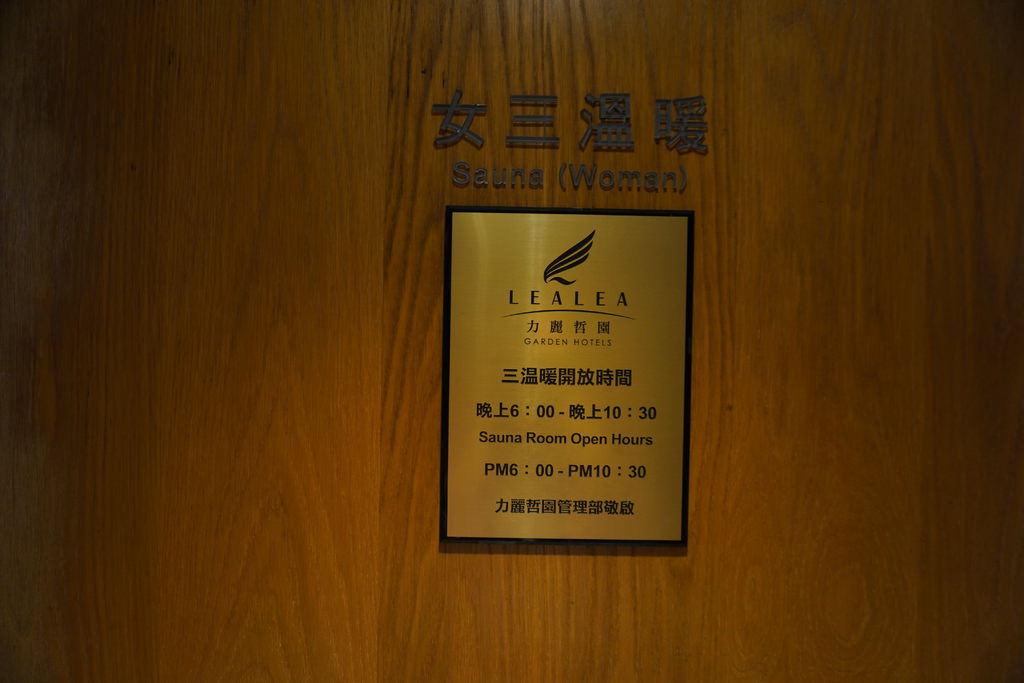 女三溫暖
Sauna (Woman)
LEALEA
力麗哲園
GARDEN HOTELS
三温暖開放時間
晚上6：00 - 晚上10：30
Sauna Room Open Hours
PM6：00 - PM10：30
力麗哲園管理部敬啟